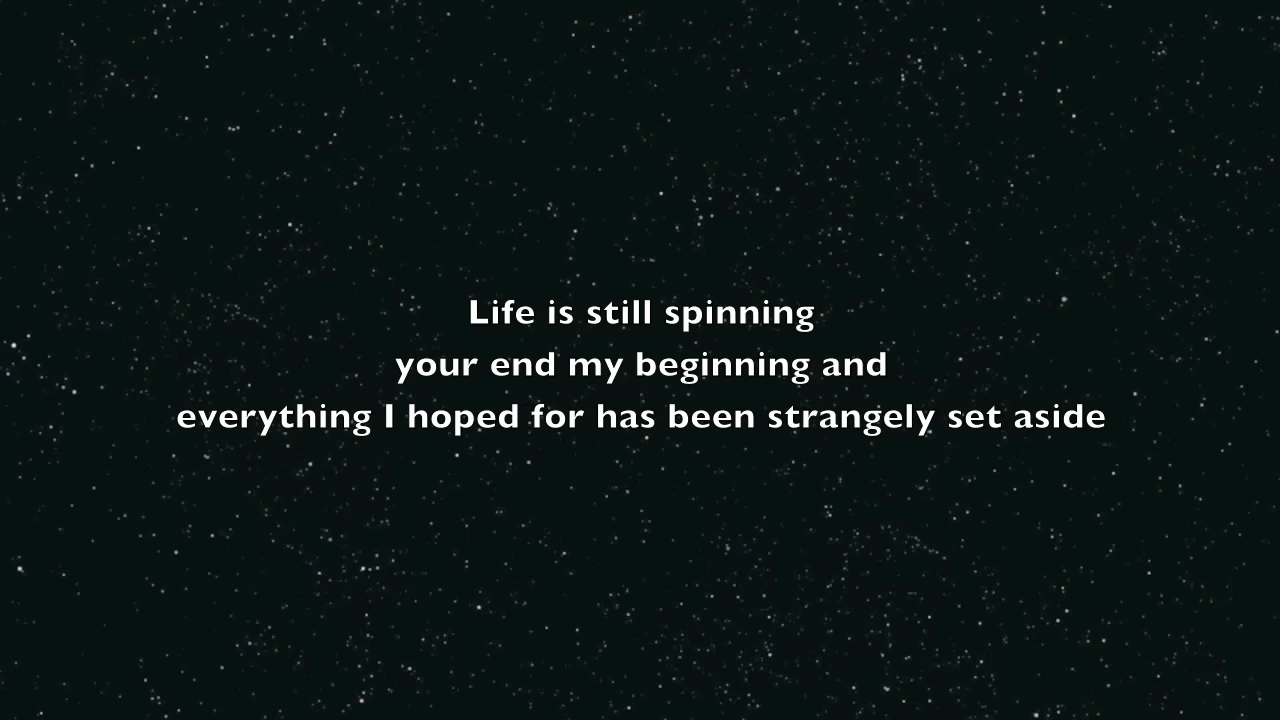 Life is still spinning
your end my beginning and
everything I hoped for has been strangely set aside